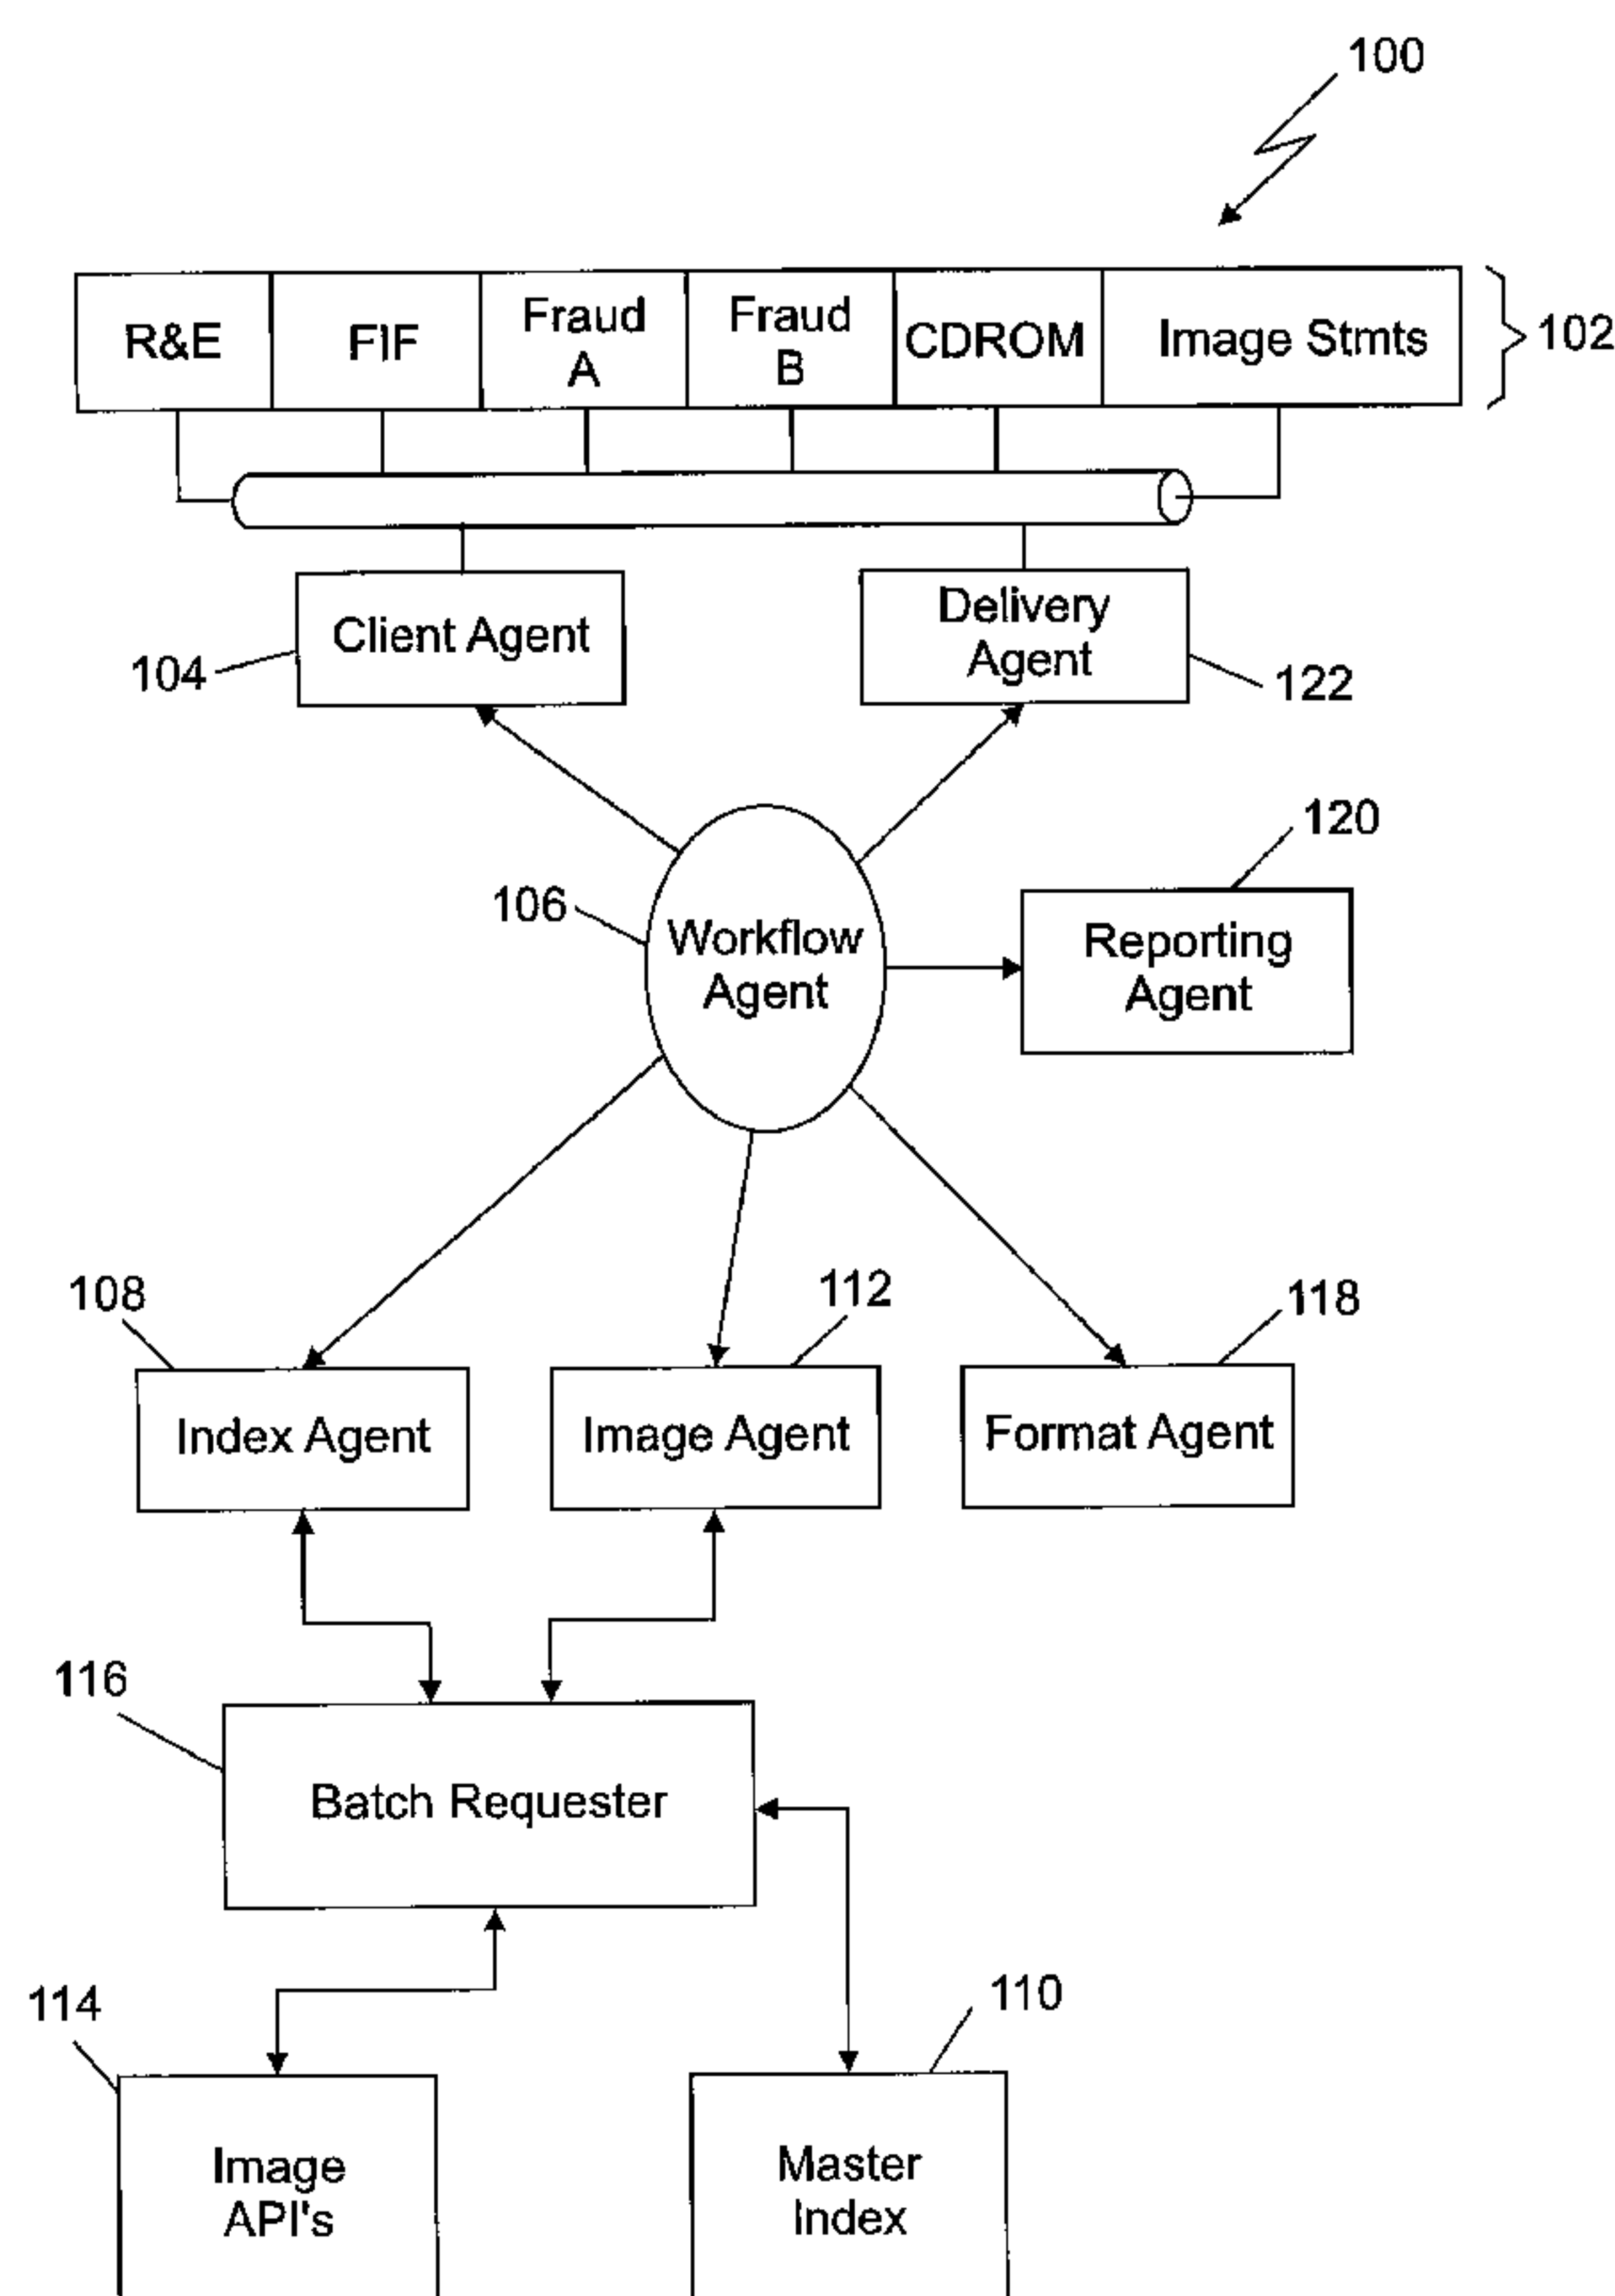 100
R&E
FIF
Fraud
A
Fraud
B
CDROM
Image Stmts
102
Client Agent
104
Delivery
Agent
122
120
106
Workflow
Agent
Reporting
Agent
108
112
118
Index Agent
Image Agent
Format Agent
116
Batch Requester
114
110
Image
API's
Master
Index